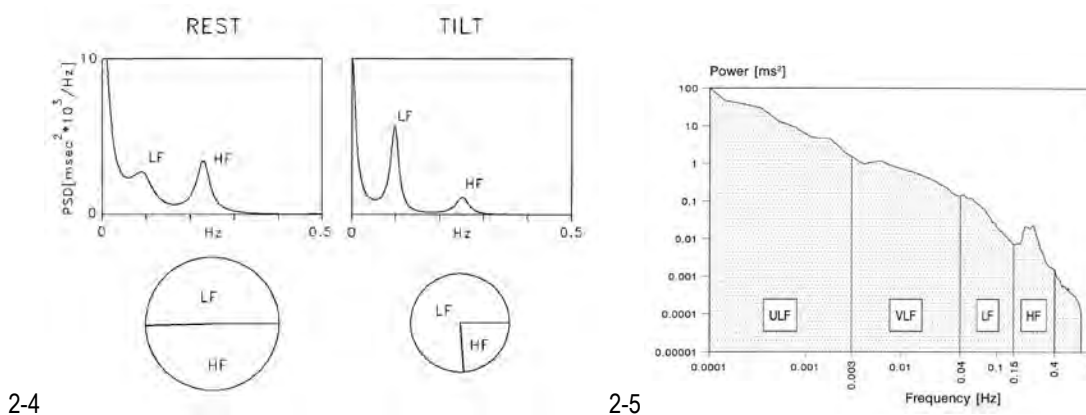 REST
10
PSD[msec²*10³/Hz]
LF
HF
0
0
Hz
0.5
LF
HF
TILT
LF
HF
0
Hz
0.5
LF
HF
2-4
Power [ms²]
100
10
1
0.1
0.01
0.001
0.0001
0.00001
ULF
VLF
LF
HF
0.0001
0.001
0.003
0.01
0.04
0.1
0.15
0.4
Frequency [Hz]
2-5